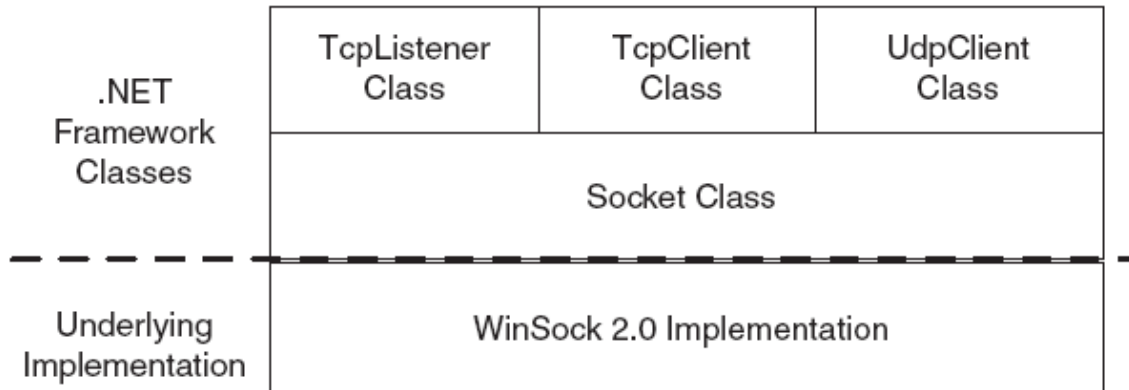 .NET
Framework
Classes
TcpListener
Class
TcpClient
Class
UdpClient
Class
Socket Class
Underlying
Implementation
WinSock 2.0 Implementation